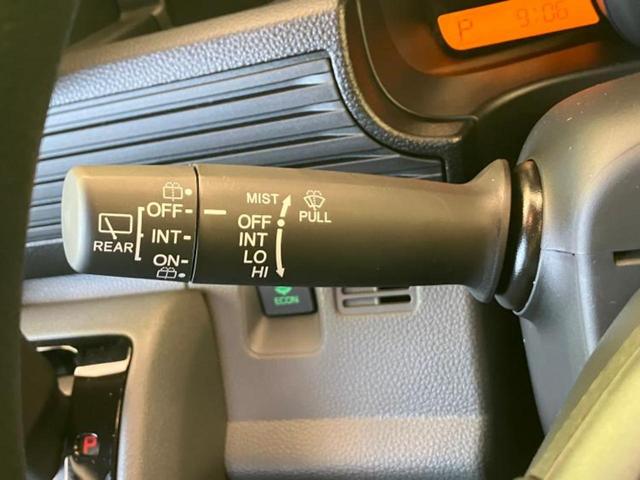 P 9:06
MIST
OFF
INT
LO
HI
PULL
REAR
OFF
INT
ON
ECON
P